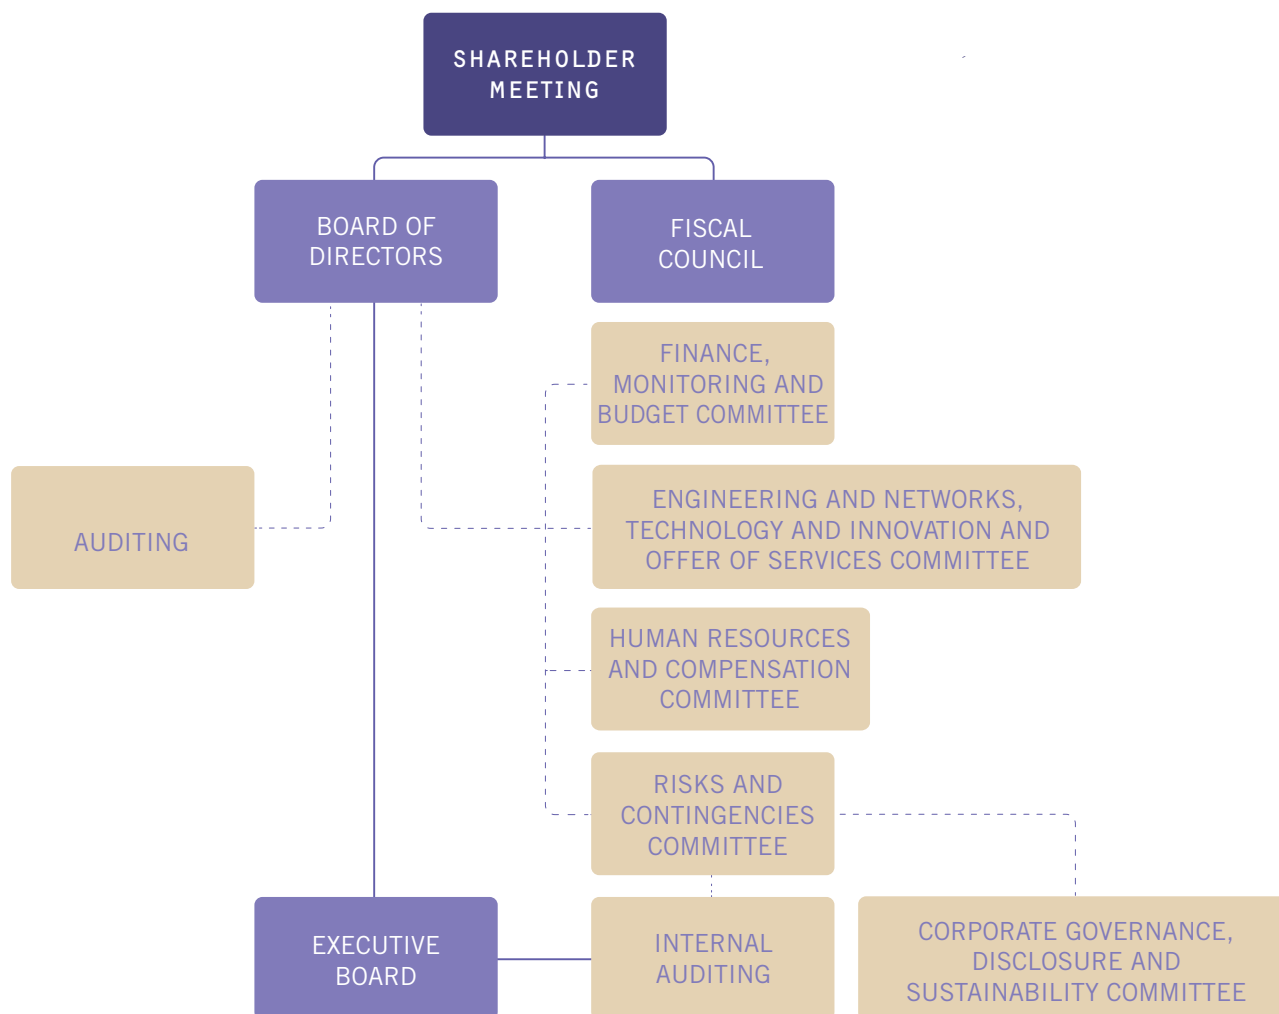 SHAREHOLDER
MEETING
BOARD OF
DIRECTORS
FISCAL
COUNCIL
FINANCE,
MONITORING AND
BUDGET COMMITTEE
AUDITING
ENGINEERING AND NETWORKS,
TECHNOLOGY AND INNOVATION AND
OFFER OF SERVICES COMMITTEE
HUMAN RESOURCES
AND COMPENSATION
COMMITTEE
RISKS AND
CONTINGENCIES
COMMITTEE
EXECUTIVE
BOARD
INTERNAL
AUDITING
CORPORATE GOVERNANCE,
DISCLOSURE AND
SUSTAINABILITY COMMITTEE